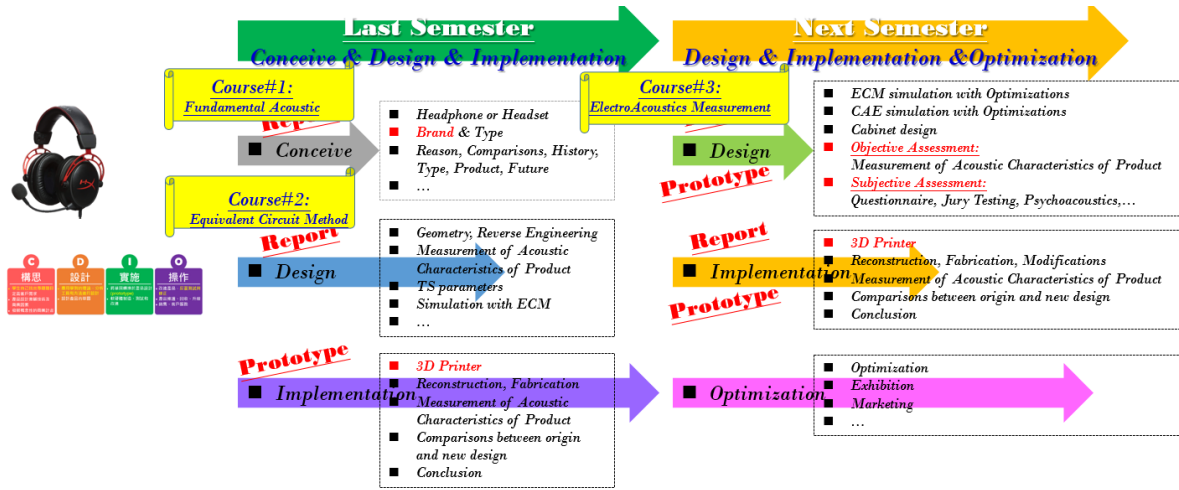 Last Semester
Conceive & Design & Implementation
Course#1:
Fundamental Acoustic
Conceive
Headphone or Headset
Brand & Type
Reason, Comparisons, History,
Type, Product, Future
…
Course#2:
Equivalent Circuit Method
Report
Design
Geometry, Reverse Engineering
Measurement of Acoustic
Characteristics of Product
TS parameters
Simulation with ECM
…
Prototype
Implementation
3D Printer
Reconstruction, Fabrication
Measurement of Acoustic
Characteristics of Product
Comparisons between origin
and new design
Conclusion
Next Semester
Design & Implementation &Optimization
Course#3:
ElectroAcoustics Measurement
Design
Prototype
ECM simulation with Optimizations
CAE simulation with Optimizations
Cabinet design
Objective Assessment:
Measurement of Acoustic Characteristics of Product
Subjective Assessment:
Questionnaire, Jury Testing, Psychoacoustics,…
Report
Implementation
Prototype
3D Printer
Reconstruction, Fabrication, Modifications
Measurement of Acoustic Characteristics of Product
Comparisons between origin and new design
Conclusion
Optimization
Optimization
Exhibition
Marketing
…
C
構思
D
設計
I
實施
O
操作